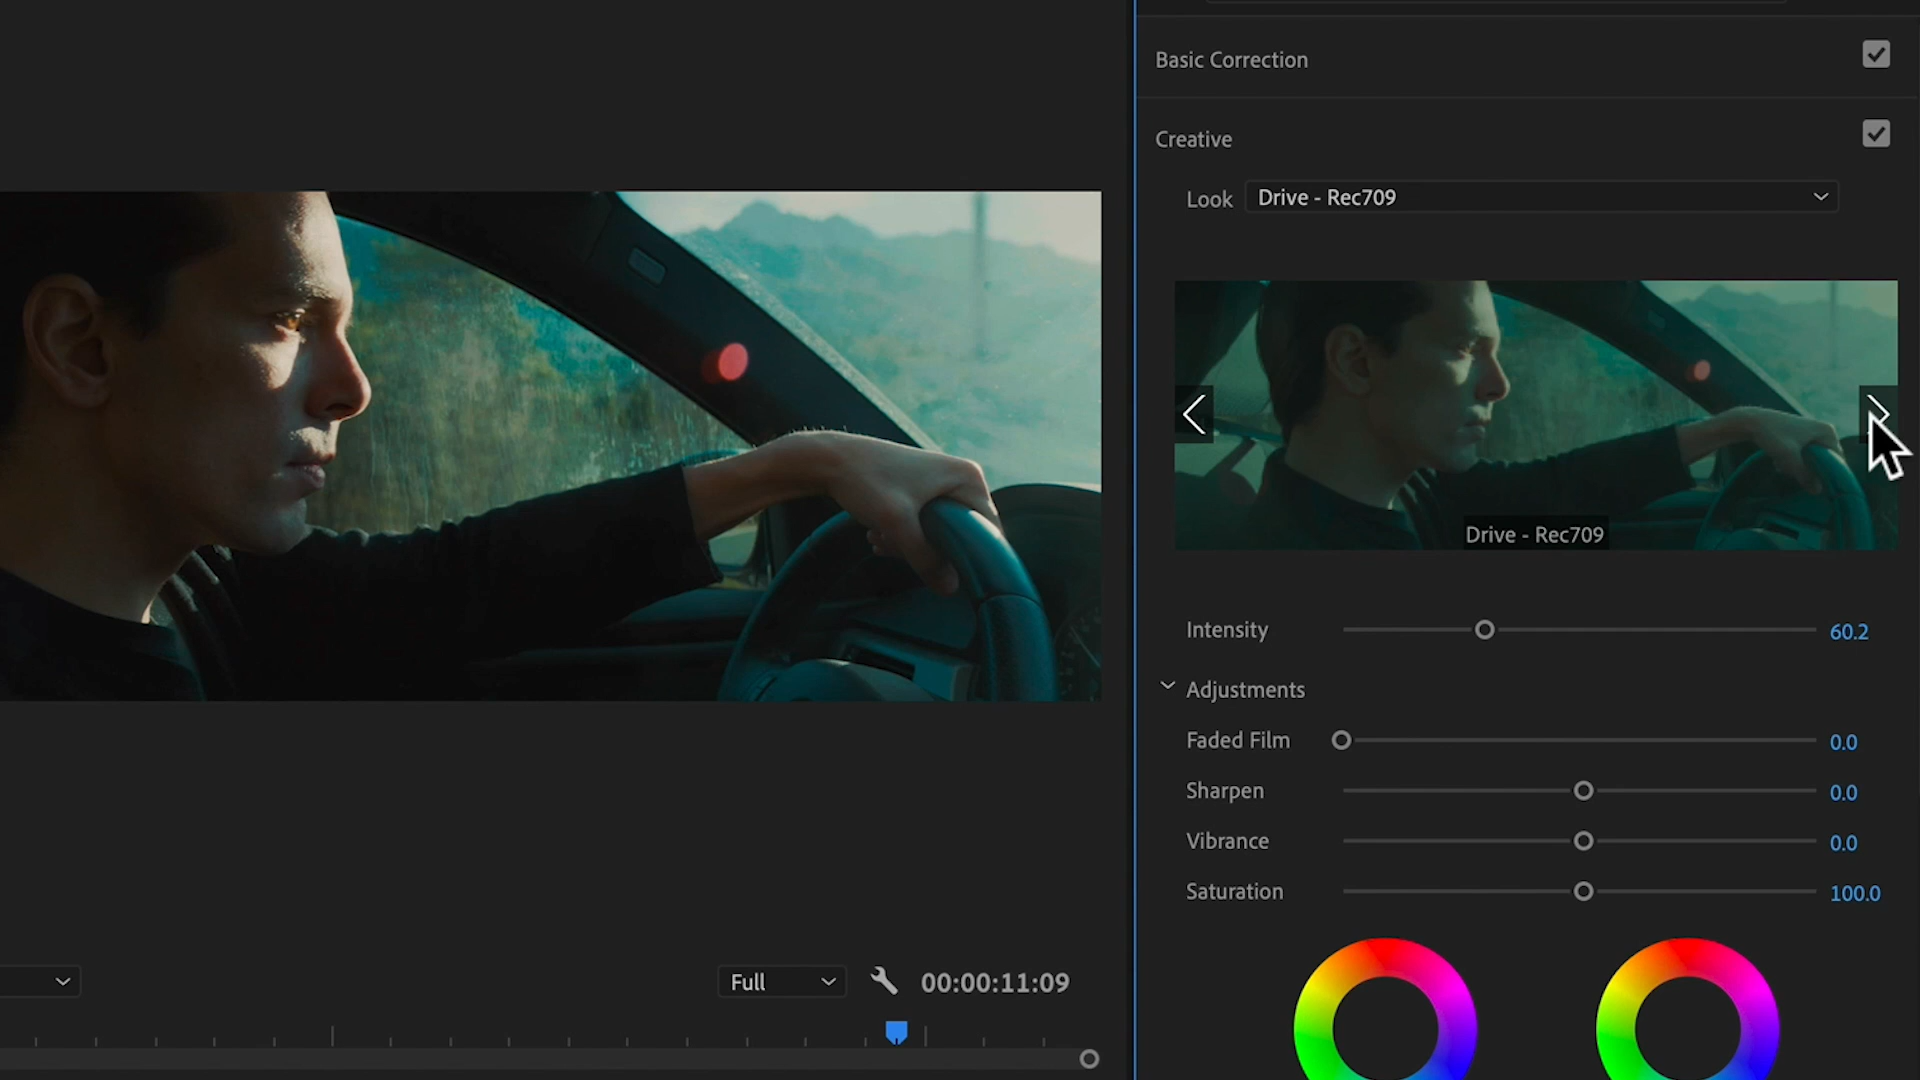 Basic Correction
Creative
Look Drive - Rec709
Drive - Rec709
Intensity 60.2
Adjustments
Faded Film 0.0
Sharpen 0.0
Vibrance 0.0
Saturation 100.0
Full 00:00:11:09